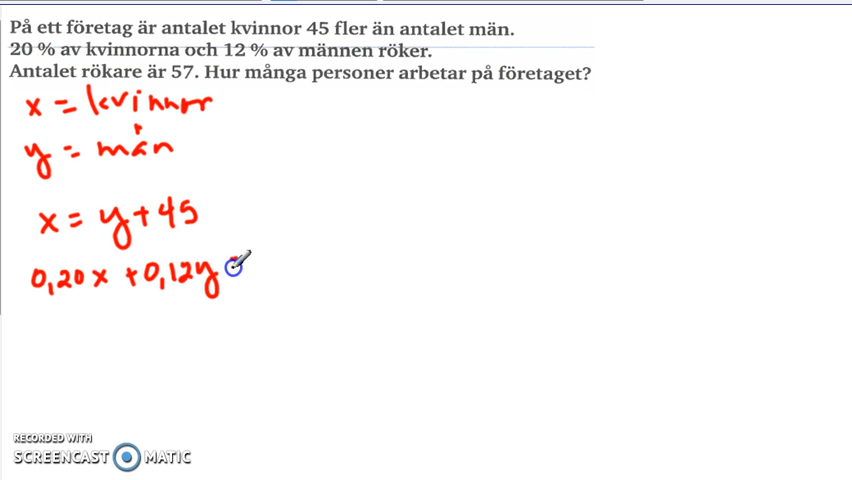 På ett företag är antalet kvinnor 45 fler än antalet män.
20 % av kvinnorna och 12 % av männen röker.
Antalet rökare är 57. Hur många personer arbetar på företaget?
x = kvinnor
y = män
x = y + 45
0,20x + 0,12y
RECORDED WITH
SCREENCAST MATIC